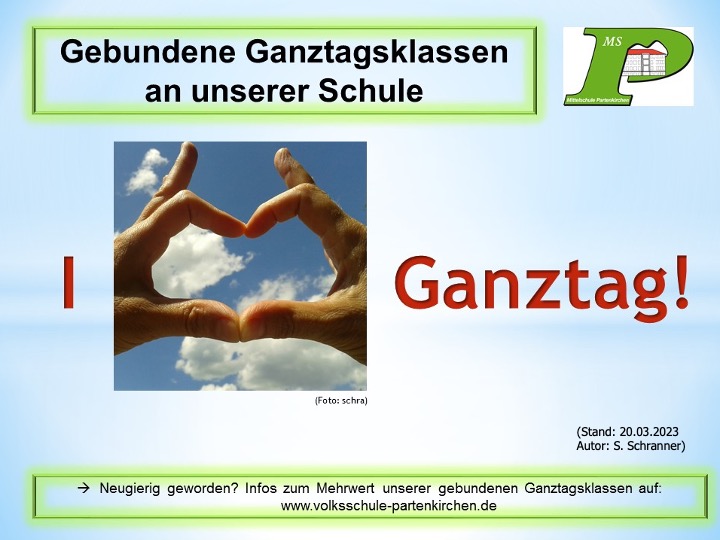 Gebundene Ganztagsklassen
an unserer Schule
MS
Mittelschule Partenkirchen
I
Ganztag!
(Foto: schra)
(Stand: 20.03.2023
Autor: S. Schranner)
→ Neugierig geworden? Infos zum Mehrwert unserer gebundenen Ganztagsklassen auf:
www.volksschule-partenkirchen.de